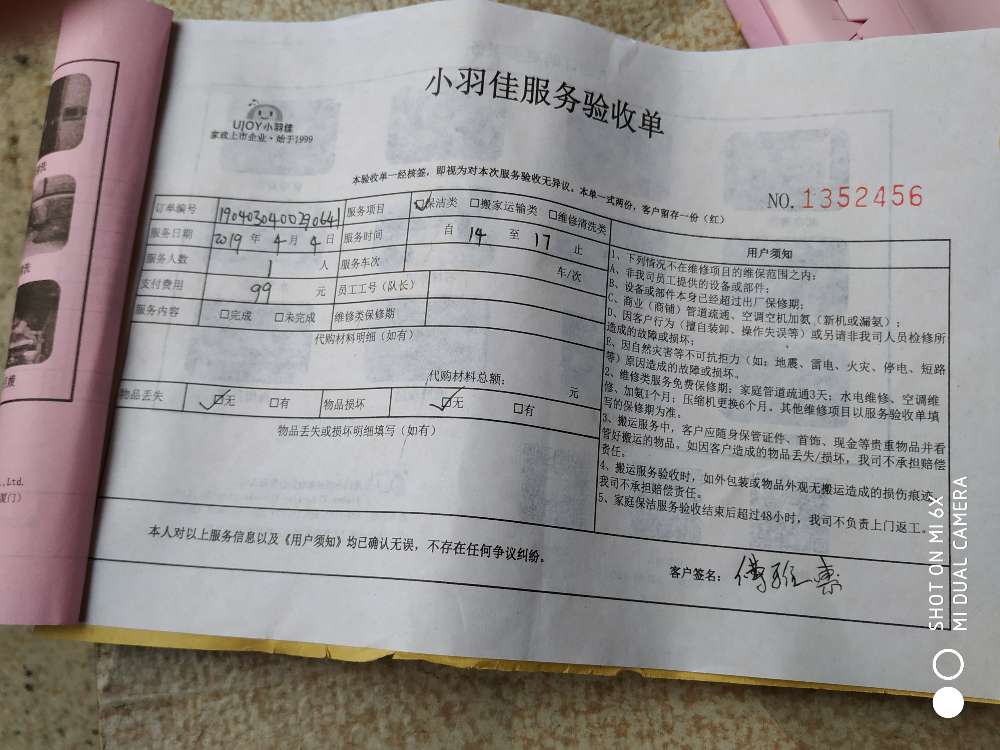 小羽佳服务验收单
UJOY小羽佳
家政上市企业·始于1999
本验收单一经核签，即视为对本次服务验收无异议。本单一式两份，客户留存一份（红）
NO. 1352456
订单编号 服务项目 ☑保洁类 □搬家运输类 □维修清洗类
服务日期 2019 年 4 月 4 日 服务时间 自 14 至 17 止
服务人数 1 人 服务车次 车/次
支付费用 99 元 员工工号（队长）
服务内容 □完成 □未完成 维修类保修期
代购材料明细（如有）
代购材料总额： 元
物品丢失 ☑无 □有 物品损坏 ☑无 □有
物品丢失或损坏明细填写（如有）
用户须知
1、下列情况不在维修项目的维保范围之内：
A、非我司员工提供的设备或部件；
B、设备或部件本身已经超过出厂保修期；
C、商业（商铺）管道疏通、空调空机加氨（新机或漏氨）；
D、因客户行为（擅自装卸、操作失误等）或另请非我司人员检修所
造成的故障或损坏；
E、因自然灾害等不可抗拒力（如：地震、雷电、火灾、停电、短路
等）原因造成的故障或损坏。
2、维修类服务免费保修期：家庭管道疏通3天；水电维修、空调维
修、加氨1个月；压缩机更换6个月。其他维修项目以服务验收单填
写的保修期为准。
3、搬运服务中，客户应随身保管证件、首饰、现金等贵重物品并看
管好搬运的物品，如因客户造成的物品丢失/损坏，我司不承担赔偿
责任。
4、搬运服务验收时，如外包装或物品外观无搬运造成的损伤痕迹，
我司不承担赔偿责任。
5、家庭保洁服务验收结束后超过48小时，我司不负责上门返工。
本人对以上服务信息以及《用户须知》均已确认无误，不存在任何争议纠纷。
客户签名：
.,Ltd.
厦门）
SHOT ON MI 6X
MI DUAL CAMERA